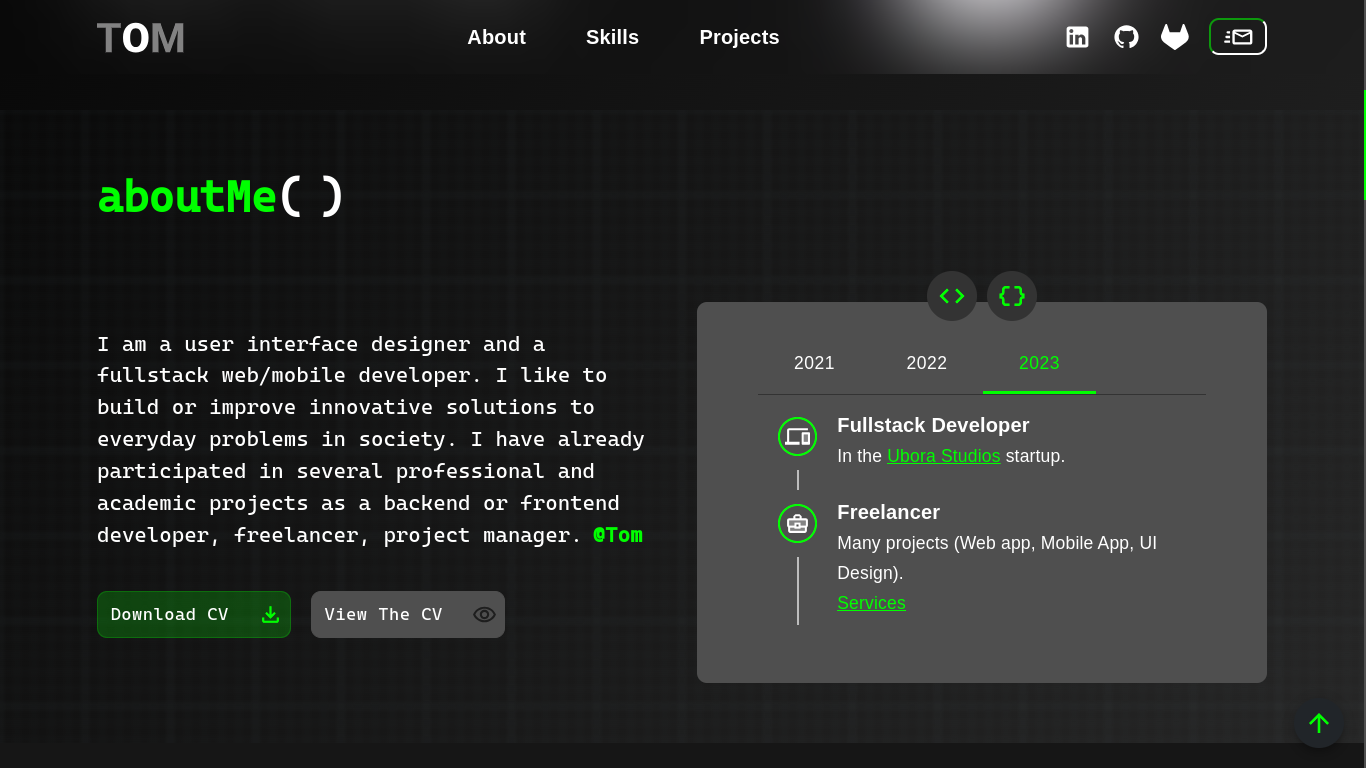 TOM
About
Skills
Projects
aboutMe( )
I am a user interface designer and a
fullstack web/mobile developer. I like to
build or improve innovative solutions to
everyday problems in society. I have already
participated in several professional and
academic projects as a backend or frontend
developer, freelancer, project manager. @Tom
Download CV
View The CV
2021
2022
2023
Fullstack Developer
In the Ubora Studios startup.
Freelancer
Many projects (Web app, Mobile App, UI
Design).
Services